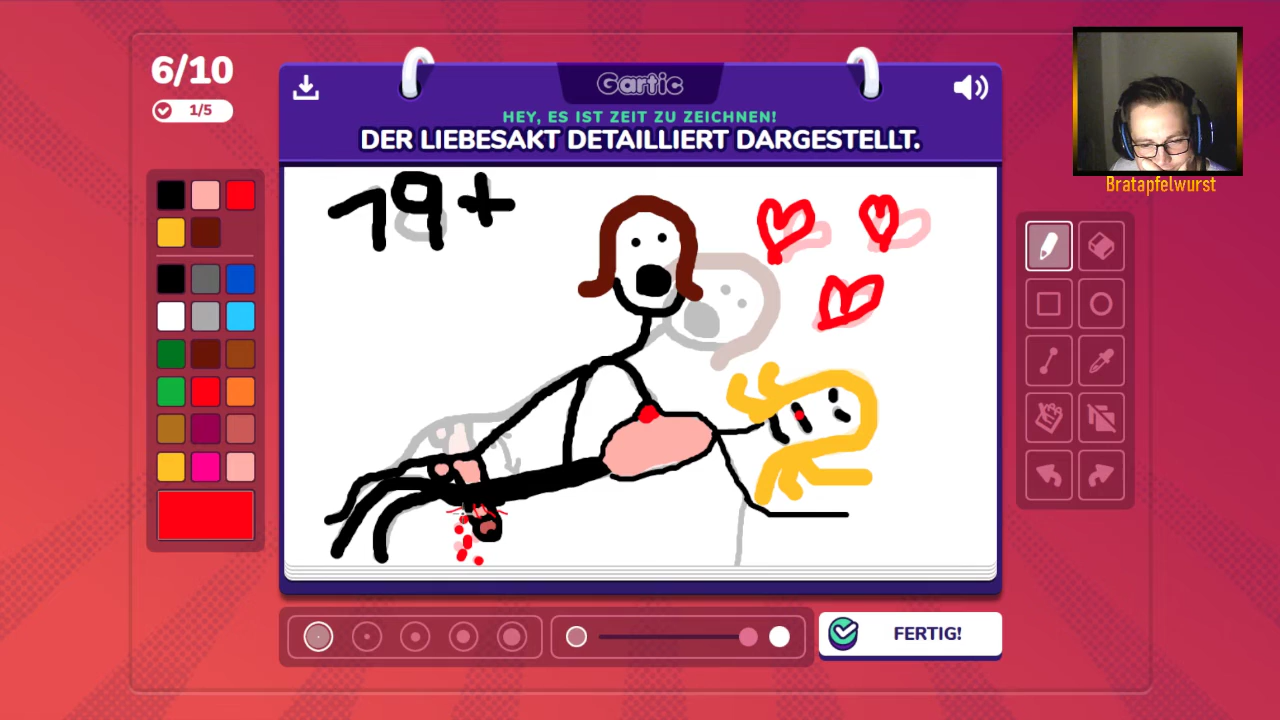 6/10
1/5
Gartic
HEY, ES IST ZEIT ZU ZEICHNEN!
DER LIEBESAKT DETAILLIERT DARGESTELLT.
79+
Bratapfelwurst
FERTIG!